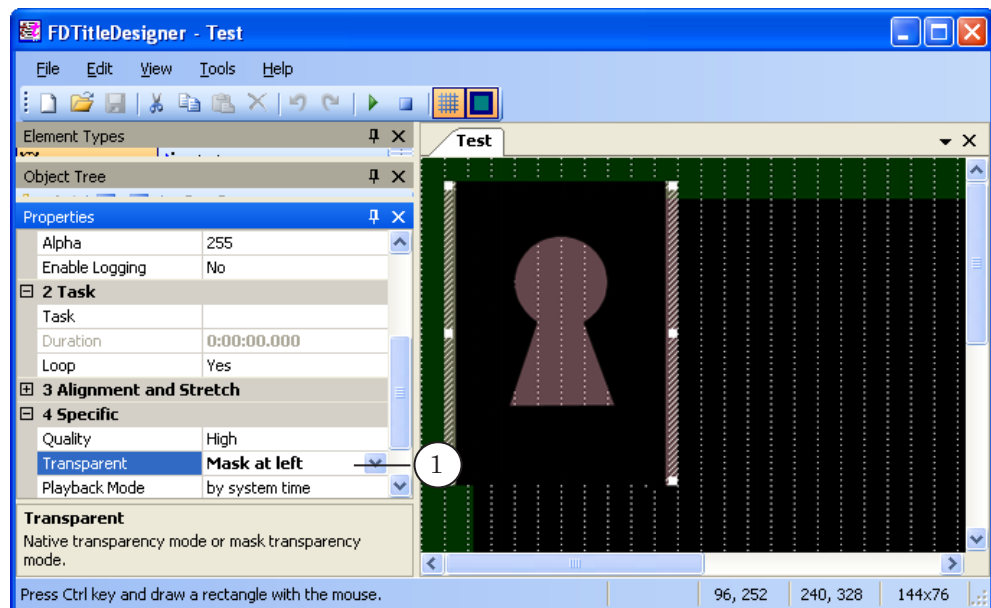 FDTitleDesigner - Test
File Edit View Tools Help
Element Types
Test
Object Tree
Properties
Alpha 255
Enable Logging No
2 Task
Task
Duration 0:00:00.000
Loop Yes
3 Alignment and Stretch
4 Specific
Quality High
Transparent Mask at left
1
Playback Mode by system time
Transparent
Native transparency mode or mask transparency
mode.
Press Ctrl key and draw a rectangle with the mouse. 96, 252 240, 328 144x76